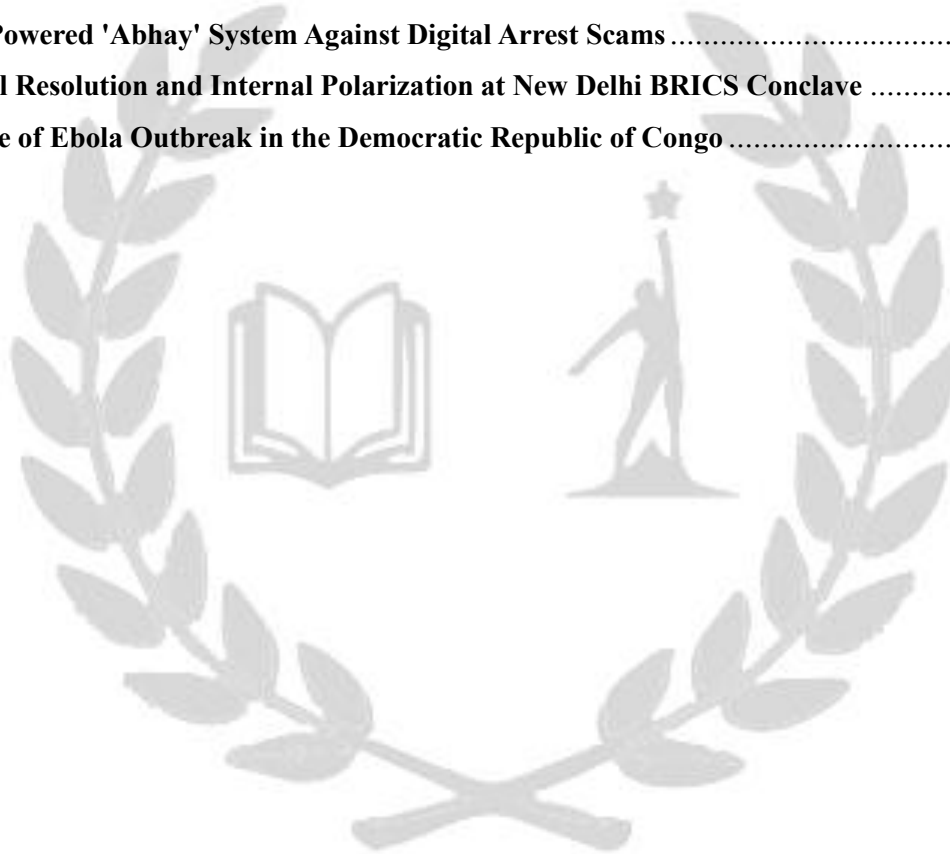 Powered 'Abhay' System Against Digital Arrest Scams ................................
l Resolution and Internal Polarization at New Delhi BRICS Conclave .........
e of Ebola Outbreak in the Democratic Republic of Congo .........................